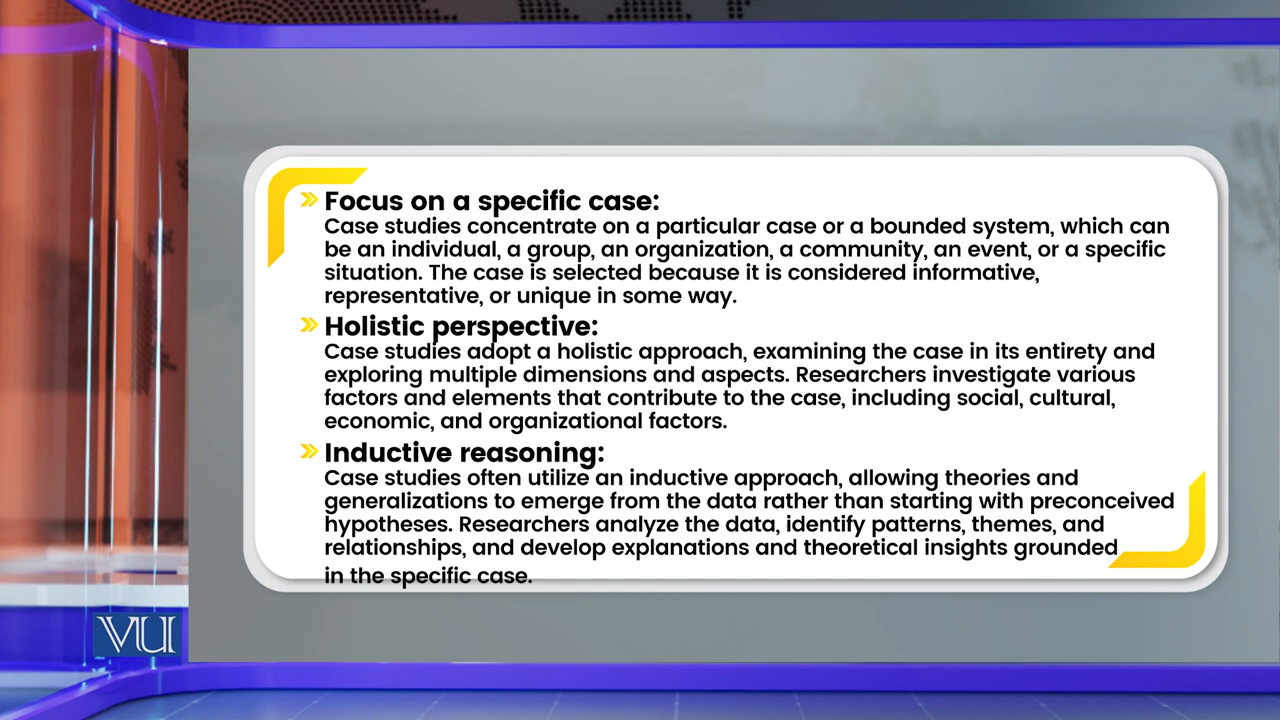 Focus on a specific case:
Case studies concentrate on a particular case or a bounded system, which can
be an individual, a group, an organization, a community, an event, or a specific
situation. The case is selected because it is considered informative,
representative, or unique in some way.
Holistic perspective:
Case studies adopt a holistic approach, examining the case in its entirety and
exploring multiple dimensions and aspects. Researchers investigate various
factors and elements that contribute to the case, including social, cultural,
economic, and organizational factors.
Inductive reasoning:
Case studies often utilize an inductive approach, allowing theories and
generalizations to emerge from the data rather than starting with preconceived
hypotheses. Researchers analyze the data, identify patterns, themes, and
relationships, and develop explanations and theoretical insights grounded
in the specific case.
VU